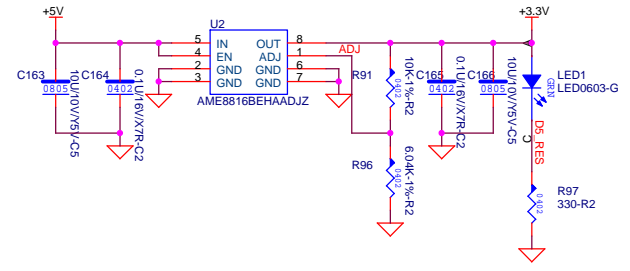 +5V
+3.3V
U2
5 IN OUT 8
4 EN ADJ 1
2 GND GND 6
3 GND GND 7
AME8816BEHAADJZ
ADJ
C163
0805
10U/10V/Y5V-C5
C164
0402
0.1U/16V/X7R-C2
R91
0402
10K-1%-R2
C165
0402
0.1U/16V/X7R-C2
C166
0805
10U/10V/Y5V-C5
LED1
LED0603-G
GRN
A
C
D5_RES
R96
0402
6.04K-1%-R2
R97
330-R2
0402